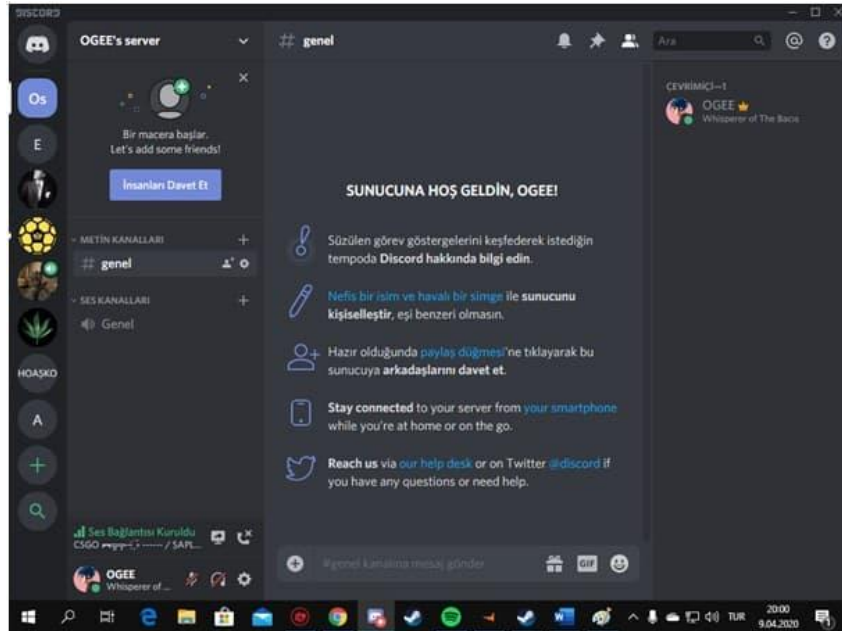 DISCORD
OGEE's server
# genel
Ara
Os
E
HOAŞKO
A
Bir macera başlar.
Let's add some friends!
İnsanları Davet Et
METİN KANALLARI
# genel
SES KANALLARI
Genel
SUNUCUNA HOŞ GELDİN, OGEE!
Süzülen görev göstergelerini keşfederek istediğin
tempoda Discord hakkında bilgi edin.
Nefis bir isim ve havalı bir simge ile sunucunu
kişiselleştir, eşi benzeri olmasın.
Hazır olduğunda paylaş düğmesi'ne tıklayarak bu
sunucuya arkadaşlarını davet et.
Stay connected to your server from your smartphone
while you're at home or on the go.
Reach us via our help desk or on Twitter @discord if
you have any questions or need help.
#genel kanalına mesaj gönder
GIF
ÇEVRİMİÇİ—1
OGEE
Whisperer of The Bacıs
Ses Bağlantısı Kuruldu
CSGO / SAPL...
OGEE
Whisperer of ...
TUR
20:00
9.04.2020